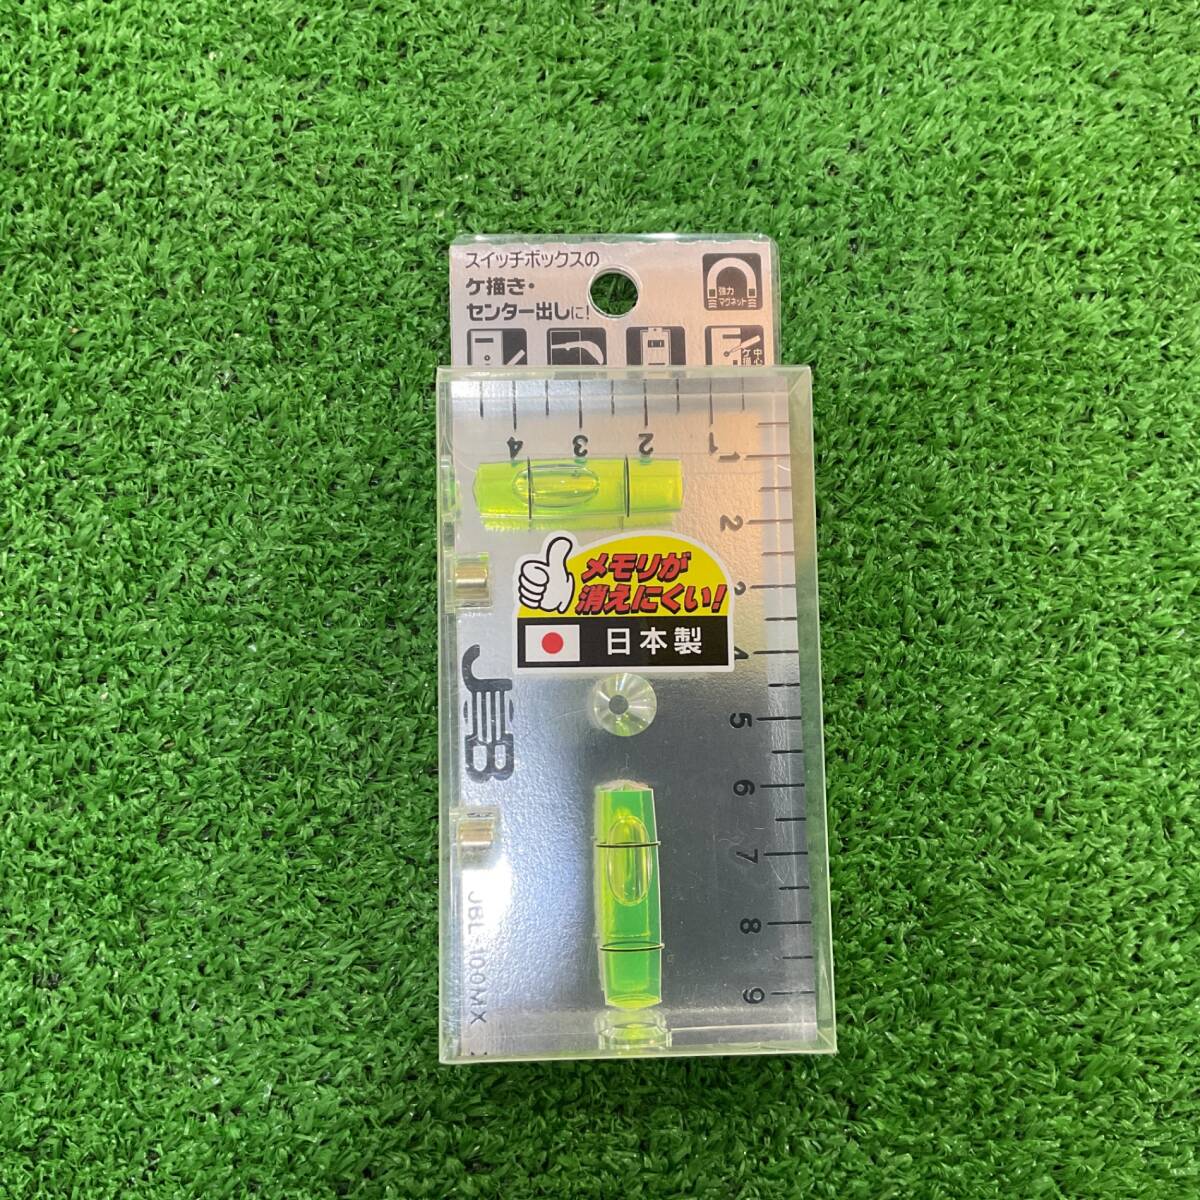 スイッチボックスの
ケ描き・
センター出しに!
強力
マグネット
中心
ケ描
4 3 2 1
1
2
3
4
5
6
7
8
9
メモリが
消えにくい!
日本製
JEB
JBL-100MX